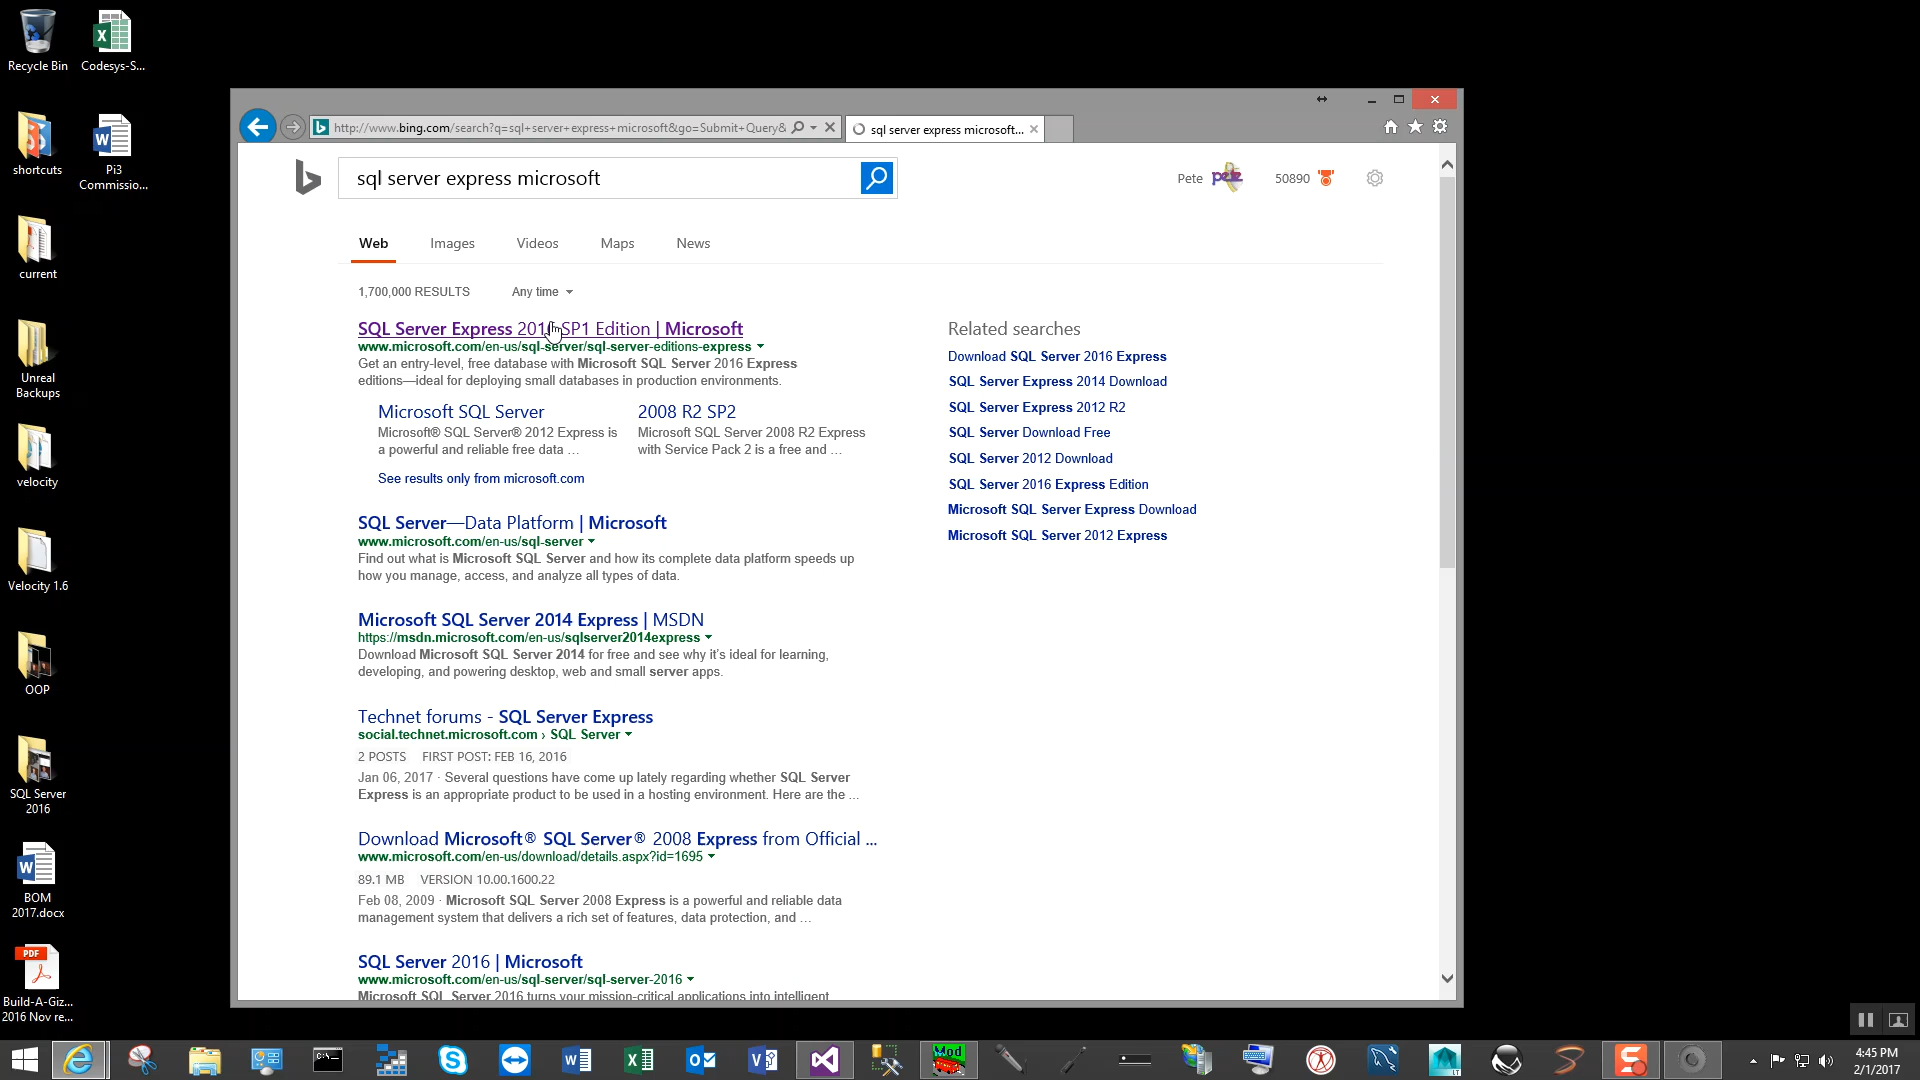 Recycle Bin
Codesys-S...
shortcuts
Pi3
Commissio...
current
Unreal
Backups
velocity
Velocity 1.6
OOP
SQL Server
2016
BOM
2017.docx
PDF
Build-A-Giz...
2016 Nov re...
http://www.bing.com/search?q=sql+server+express+microsoft&go=Submit+Query&
sql server express microsoft...
sql server express microsoft
Pete
50890
Web
Images
Videos
Maps
News
1,700,000 RESULTS
Any time
SQL Server Express 2016 SP1 Edition | Microsoft
www.microsoft.com/en-us/sql-server/sql-server-editions-express
Get an entry-level, free database with Microsoft SQL Server 2016 Express
editions—ideal for deploying small databases in production environments.
Microsoft SQL Server
Microsoft® SQL Server® 2012 Express is
a powerful and reliable free data ...
2008 R2 SP2
Microsoft SQL Server 2008 R2 Express
with Service Pack 2 is a free and ...
See results only from microsoft.com
SQL Server—Data Platform | Microsoft
www.microsoft.com/en-us/sql-server
Find out what is Microsoft SQL Server and how its complete data platform speeds up
how you manage, access, and analyze all types of data.
Microsoft SQL Server 2014 Express | MSDN
https://msdn.microsoft.com/en-us/sqlserver2014express
Download Microsoft SQL Server 2014 for free and see why it's ideal for learning,
developing, and powering desktop, web and small server apps.
Technet forums - SQL Server Express
social.technet.microsoft.com › SQL Server
2 POSTS FIRST POST: FEB 16, 2016
Jan 06, 2017 · Several questions have come up lately regarding whether SQL Server
Express is an appropriate product to be used in a hosting environment. Here are the ...
Download Microsoft® SQL Server® 2008 Express from Official ...
www.microsoft.com/en-us/download/details.aspx?id=1695
89.1 MB VERSION 10.00.1600.22
Feb 08, 2009 · Microsoft SQL Server 2008 Express is a powerful and reliable data
management system that delivers a rich set of features, data protection, and ...
SQL Server 2016 | Microsoft
www.microsoft.com/en-us/sql-server/sql-server-2016
Microsoft SQL Server 2016 turns your mission-critical applications into intelligent
Related searches
Download SQL Server 2016 Express
SQL Server Express 2014 Download
SQL Server Express 2012 R2
SQL Server Download Free
SQL Server 2012 Download
SQL Server 2016 Express Edition
Microsoft SQL Server Express Download
Microsoft SQL Server 2012 Express
Mod
4:45 PM
2/1/2017